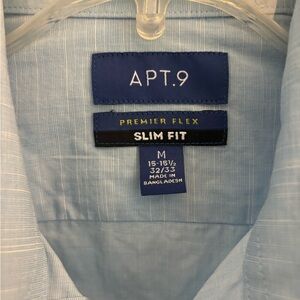 APT.9
PREMIER FLEX
SLIM FIT
M
15-15½
32/33
MADE IN
BANGLADESH